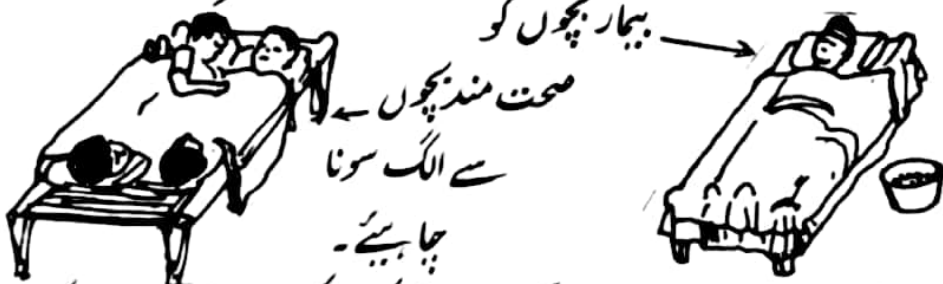 بیمار بچوں کو
صحت مند بچوں
سے الگ سونا
چاہیئے۔